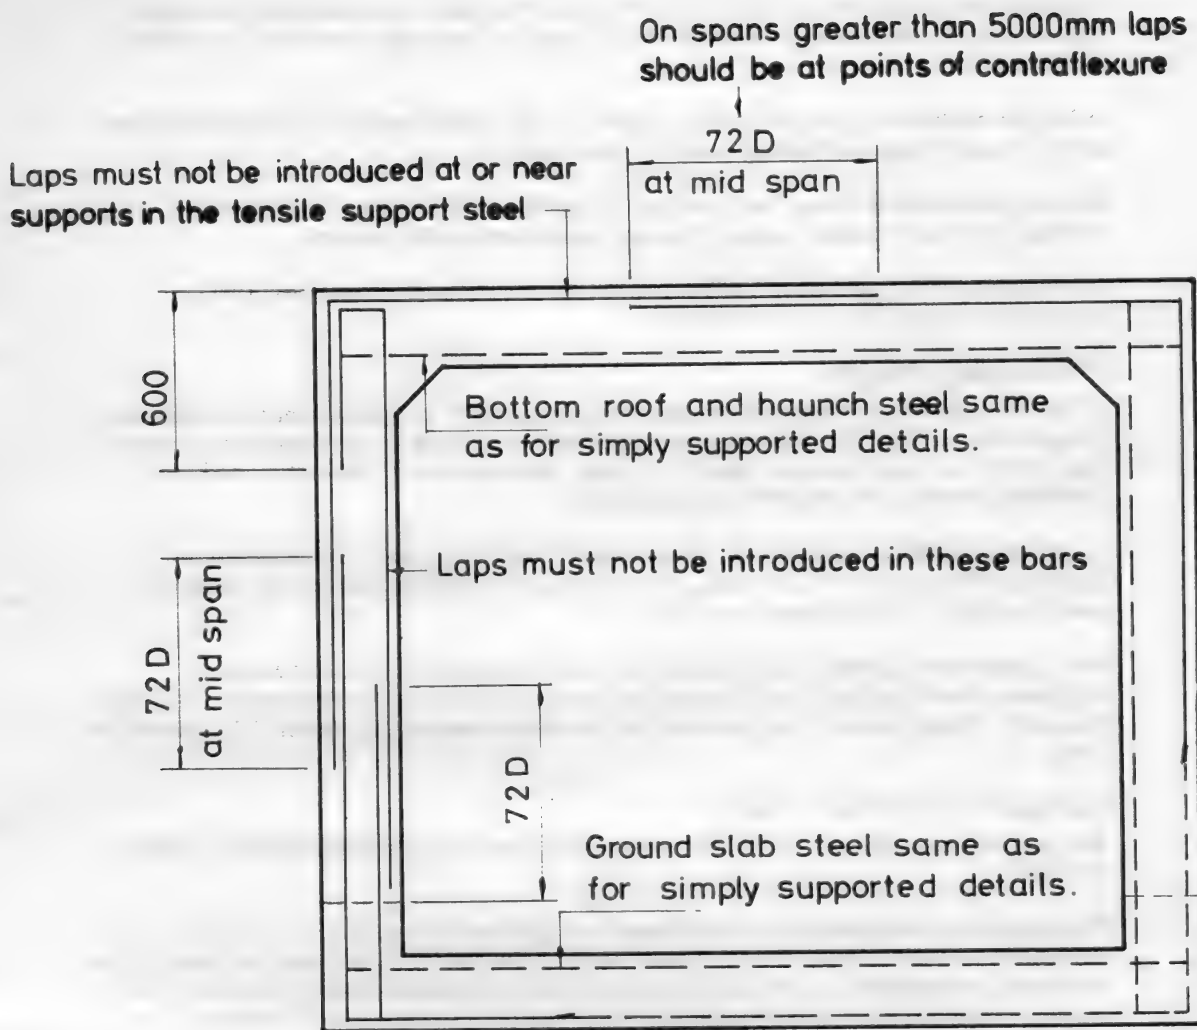 On spans greater than 5000mm laps
should be at points of contraflexure
72 D
at mid span
Laps must not be introduced at or near
supports in the tensile support steel
600
Bottom roof and haunch steel same
as for simply supported details.
Laps must not be introduced in these bars
72 D
at mid span
72 D
Ground slab steel same as
for simply supported details.